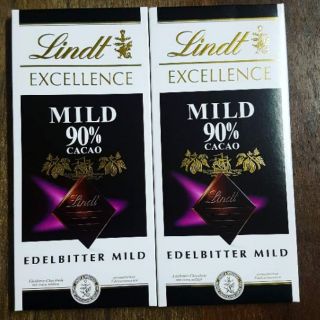 Lindt
EXCELLENCE
MILD
90%
CACAO
Lindt
EDELBITTER MILD
Lindt
EXCELLENCE
MILD
90%
CACAO
Lindt
EDELBITTER MILD